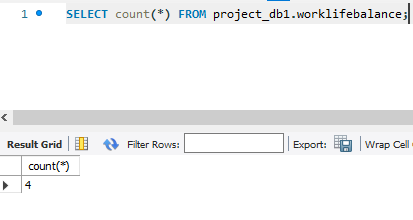 1 SELECT count(*) FROM project_db1.worklifebalance;
Result Grid Filter Rows: Export: Wrap Cell
count(*)
4